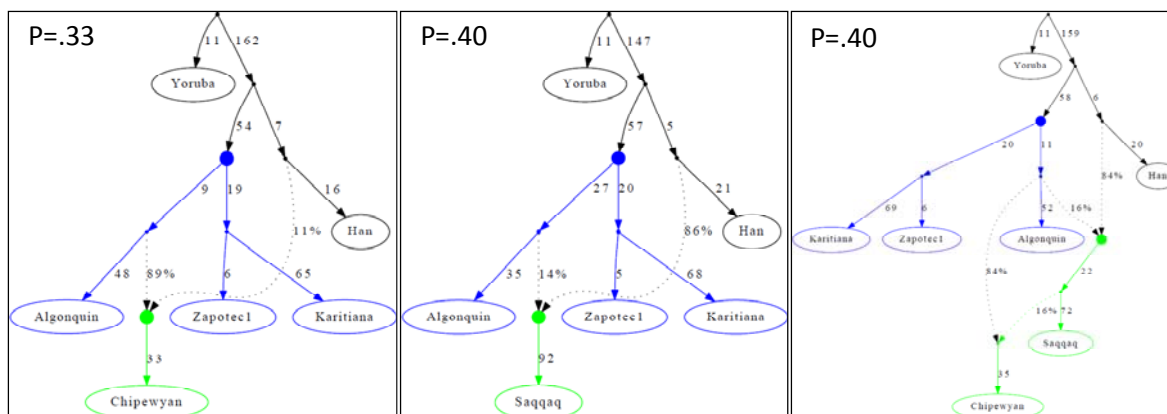 P=.33
11 162
Yoruba
54 7
9 19 16
11% Han
48 89% 6 65
Algonquin Zapotec1 Karitiana
33
Chipewyan
P=.40
11 147
Yoruba
57 5
27 20 21
86% Han
35 14% 5 68
Algonquin Zapotec1 Karitiana
92
Saqqaq
P=.40
11 159
Yoruba
58 6
20 11 20
84% Han
69 6 52 16%
Karitiana Zapotec1 Algonquin
84% 22
16% 72
Saqqaq
35
Chipewyan